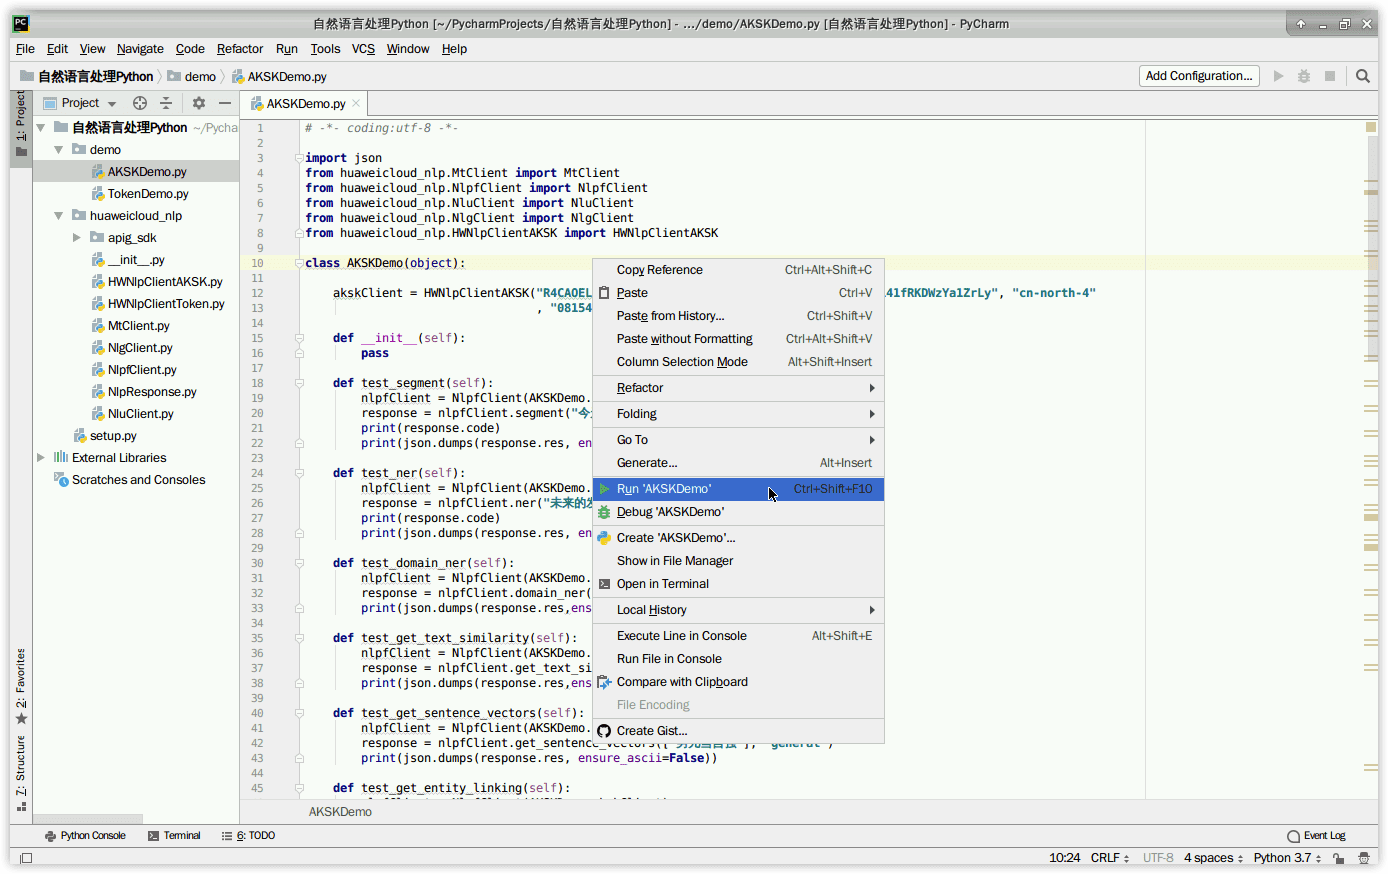 PC
自然语言处理Python [~/PycharmProjects/自然语言处理Python] - .../demo/AKSKDemo.py [自然语言处理Python] - PyCharm
File Edit View Navigate Code Refactor Run Tools VCS Window Help
自然语言处理Python demo AKSKDemo.py Add Configuration...
1: Project
2: Favorites
7: Structure
Project
自然语言处理Python ~/Pycha
demo
AKSKDemo.py
TokenDemo.py
huaweicloud_nlp
apig_sdk
__init__.py
HWNlpClientAKSK.py
HWNlpClientToken.py
MtClient.py
NlgClient.py
NlpfClient.py
NlpResponse.py
NluClient.py
setup.py
External Libraries
Scratches and Consoles
AKSKDemo.py
1 # -*- coding:utf-8 -*-
2
3 import json
4 from huaweicloud_nlp.MtClient import MtClient
5 from huaweicloud_nlp.NlpfClient import NlpfClient
6 from huaweicloud_nlp.NluClient import NluClient
7 from huaweicloud_nlp.NlgClient import NlgClient
8 from huaweicloud_nlp.HWNlpClientAKSK import HWNlpClientAKSK
9
10 class AKSKDemo(object):
11
12 akskClient = HWNlpClientAKSK("R4CAOEL 41fRKDWzYa1ZrLy", "cn-north-4"
13 , "08154
14
15 def __init__(self):
16 pass
17
18 def test_segment(self):
19 nlpfClient = NlpfClient(AKSKDemo.
20 response = nlpfClient.segment("今
21 print(response.code)
22 print(json.dumps(response.res, en
23
24 def test_ner(self):
25 nlpfClient = NlpfClient(AKSKDemo.
26 response = nlpfClient.ner("未来的
27 print(response.code)
28 print(json.dumps(response.res, en
29
30 def test_domain_ner(self):
31 nlpfClient = NlpfClient(AKSKDemo.
32 response = nlpfClient.domain_ner(
33 print(json.dumps(response.res,ens
34
35 def test_get_text_similarity(self):
36 nlpfClient = NlpfClient(AKSKDemo.
37 response = nlpfClient.get_text_si
38 print(json.dumps(response.res,ens
39
40 def test_get_sentence_vectors(self):
41 nlpfClient = NlpfClient(AKSKDemo.
42 response = nlpfClient.get_sentence_vectors(
43 print(json.dumps(response.res, ensure_ascii=False))
44
45 def test_get_entity_linking(self):
Copy Reference Ctrl+Alt+Shift+C
Paste Ctrl+V
Paste from History... Ctrl+Shift+V
Paste without Formatting Ctrl+Alt+Shift+V
Column Selection Mode Alt+Shift+Insert
Refactor
Folding
Go To
Generate... Alt+Insert
Run 'AKSKDemo' Ctrl+Shift+F10
Debug 'AKSKDemo'
Create 'AKSKDemo'...
Show in File Manager
Open in Terminal
Local History
Execute Line in Console Alt+Shift+E
Run File in Console
Compare with Clipboard
File Encoding
Create Gist...
AKSKDemo
Python Console Terminal 6: TODO Event Log
10:24 CRLF UTF-8 4 spaces Python 3.7